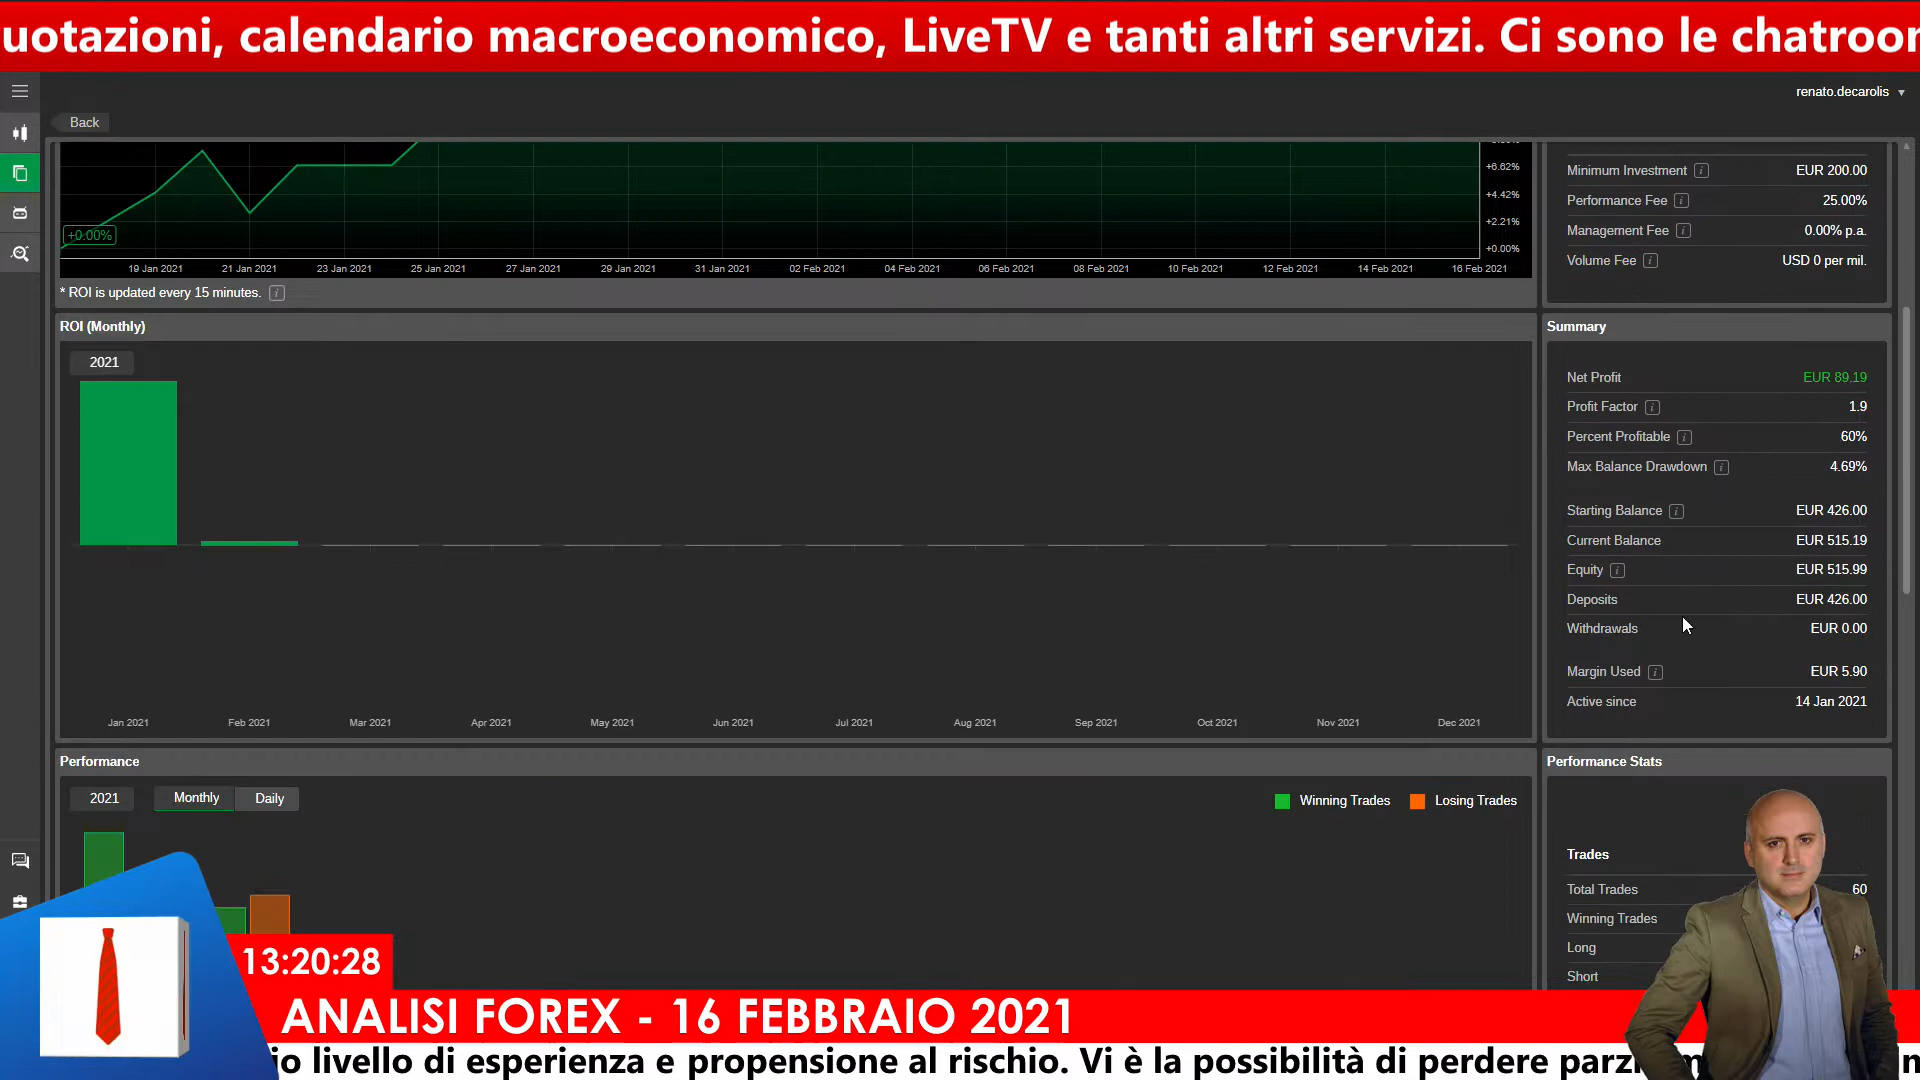 uotazioni, calendario macroeconomico, LiveTV e tanti altri servizi. Ci sono le chatroor
renato.decarolis
Back
+6.62%
+4.42%
+2.21%
+0.00%
+0.00%
19 Jan 2021 21 Jan 2021 23 Jan 2021 25 Jan 2021 27 Jan 2021 29 Jan 2021 31 Jan 2021 02 Feb 2021 04 Feb 2021 06 Feb 2021 08 Feb 2021 10 Feb 2021 12 Feb 2021 14 Feb 2021 16 Feb 2021
* ROI is updated every 15 minutes.
Minimum Investment EUR 200.00
Performance Fee 25.00%
Management Fee 0.00% p.a.
Volume Fee USD 0 per mil.
ROI (Monthly)
2021
Jan 2021 Feb 2021 Mar 2021 Apr 2021 May 2021 Jun 2021 Jul 2021 Aug 2021 Sep 2021 Oct 2021 Nov 2021 Dec 2021
Summary
Net Profit EUR 89.19
Profit Factor 1.9
Percent Profitable 60%
Max Balance Drawdown 4.69%
Starting Balance EUR 426.00
Current Balance EUR 515.19
Equity EUR 515.99
Deposits EUR 426.00
Withdrawals EUR 0.00
Margin Used EUR 5.90
Active since 14 Jan 2021
Performance
2021 Monthly Daily
Winning Trades Losing Trades
Performance Stats
Trades
Total Trades 60
Winning Trades
Long
Short
13:20:28
ANALISI FOREX - 16 FEBBRAIO 2021
io livello di esperienza e propensione al rischio. Vi è la possibilità di perdere parzi